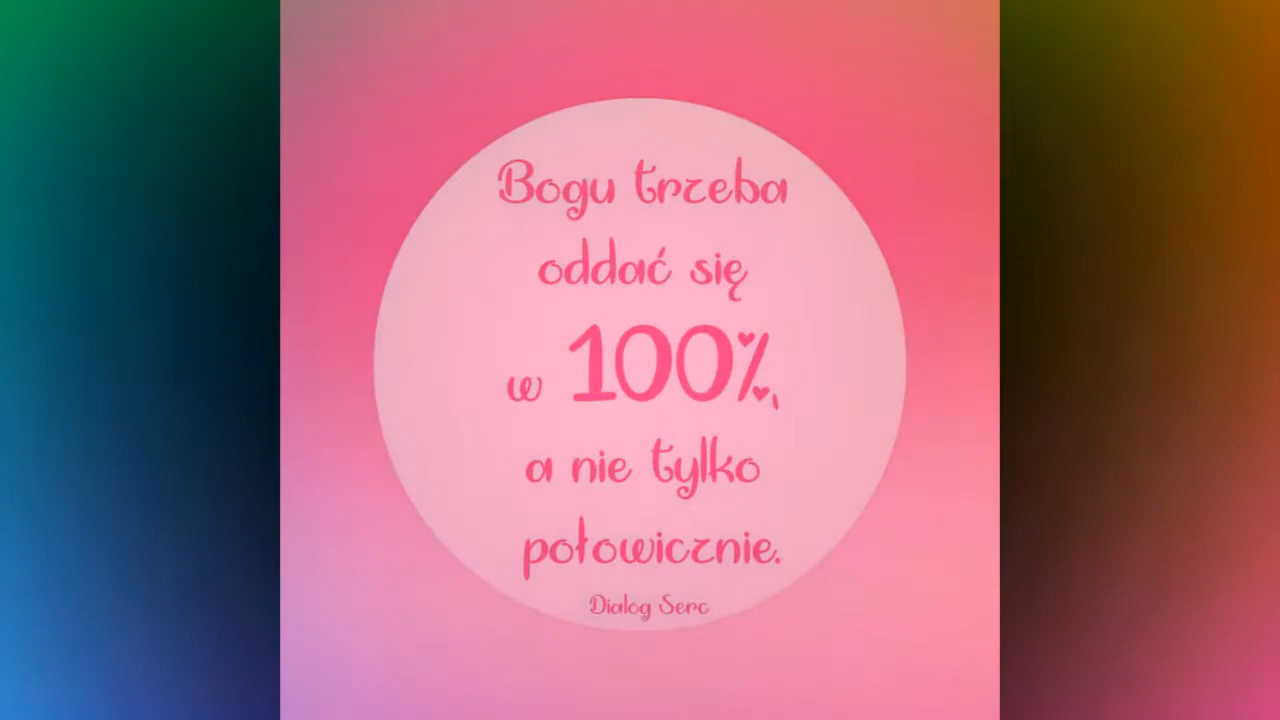 Bogu trzeba
oddać się
w 100%,
a nie tylko
połowicznie.
Dialog Serc